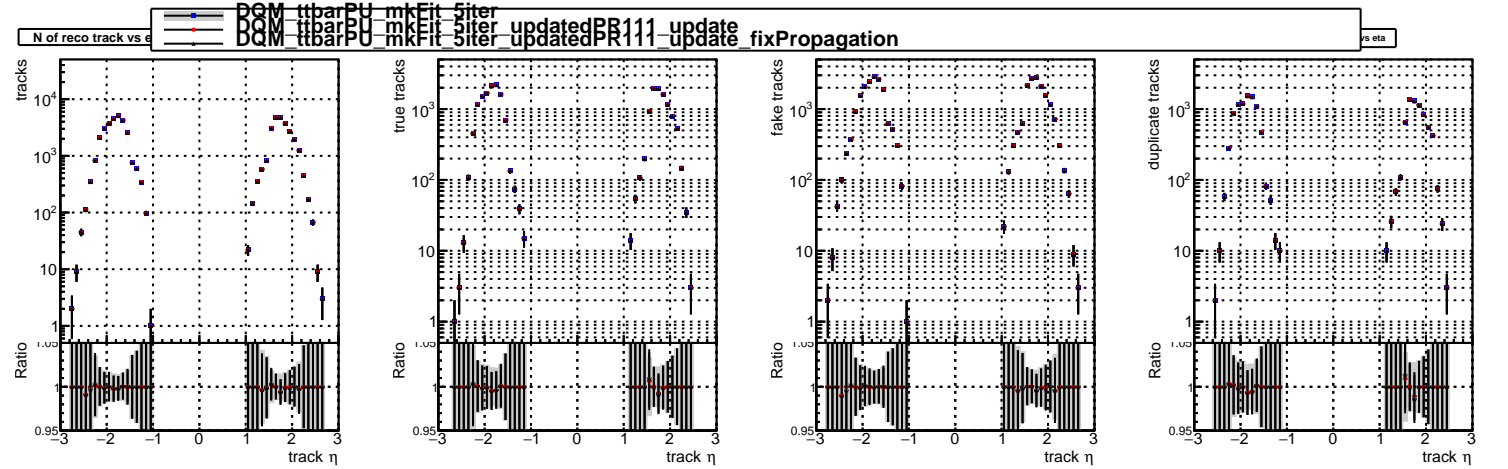 DQM_ttbarPU_mkFit_5iter
DQM_ttbarPU_mkFit_5iter_updatedPR111_update
DQM_ttbarPU_mkFit_5iter_updatedPR111_update_fixPropagation
N of reco track vs e
vs eta
tracks
10⁴
10³
10²
10
1
Ratio
1.05
1
0.95
−3 −2 −1 0 1 2 3
track η
true tracks
10³
10²
10
1
Ratio
1.05
1
0.95
−3 −2 −1 0 1 2 3
track η
fake tracks
10³
10²
10
1
Ratio
1.05
1
0.95
−3 −2 −1 0 1 2 3
track η
duplicate tracks
10³
10²
10
1
Ratio
1.05
1
0.95
−3 −2 −1 0 1 2 3
track η